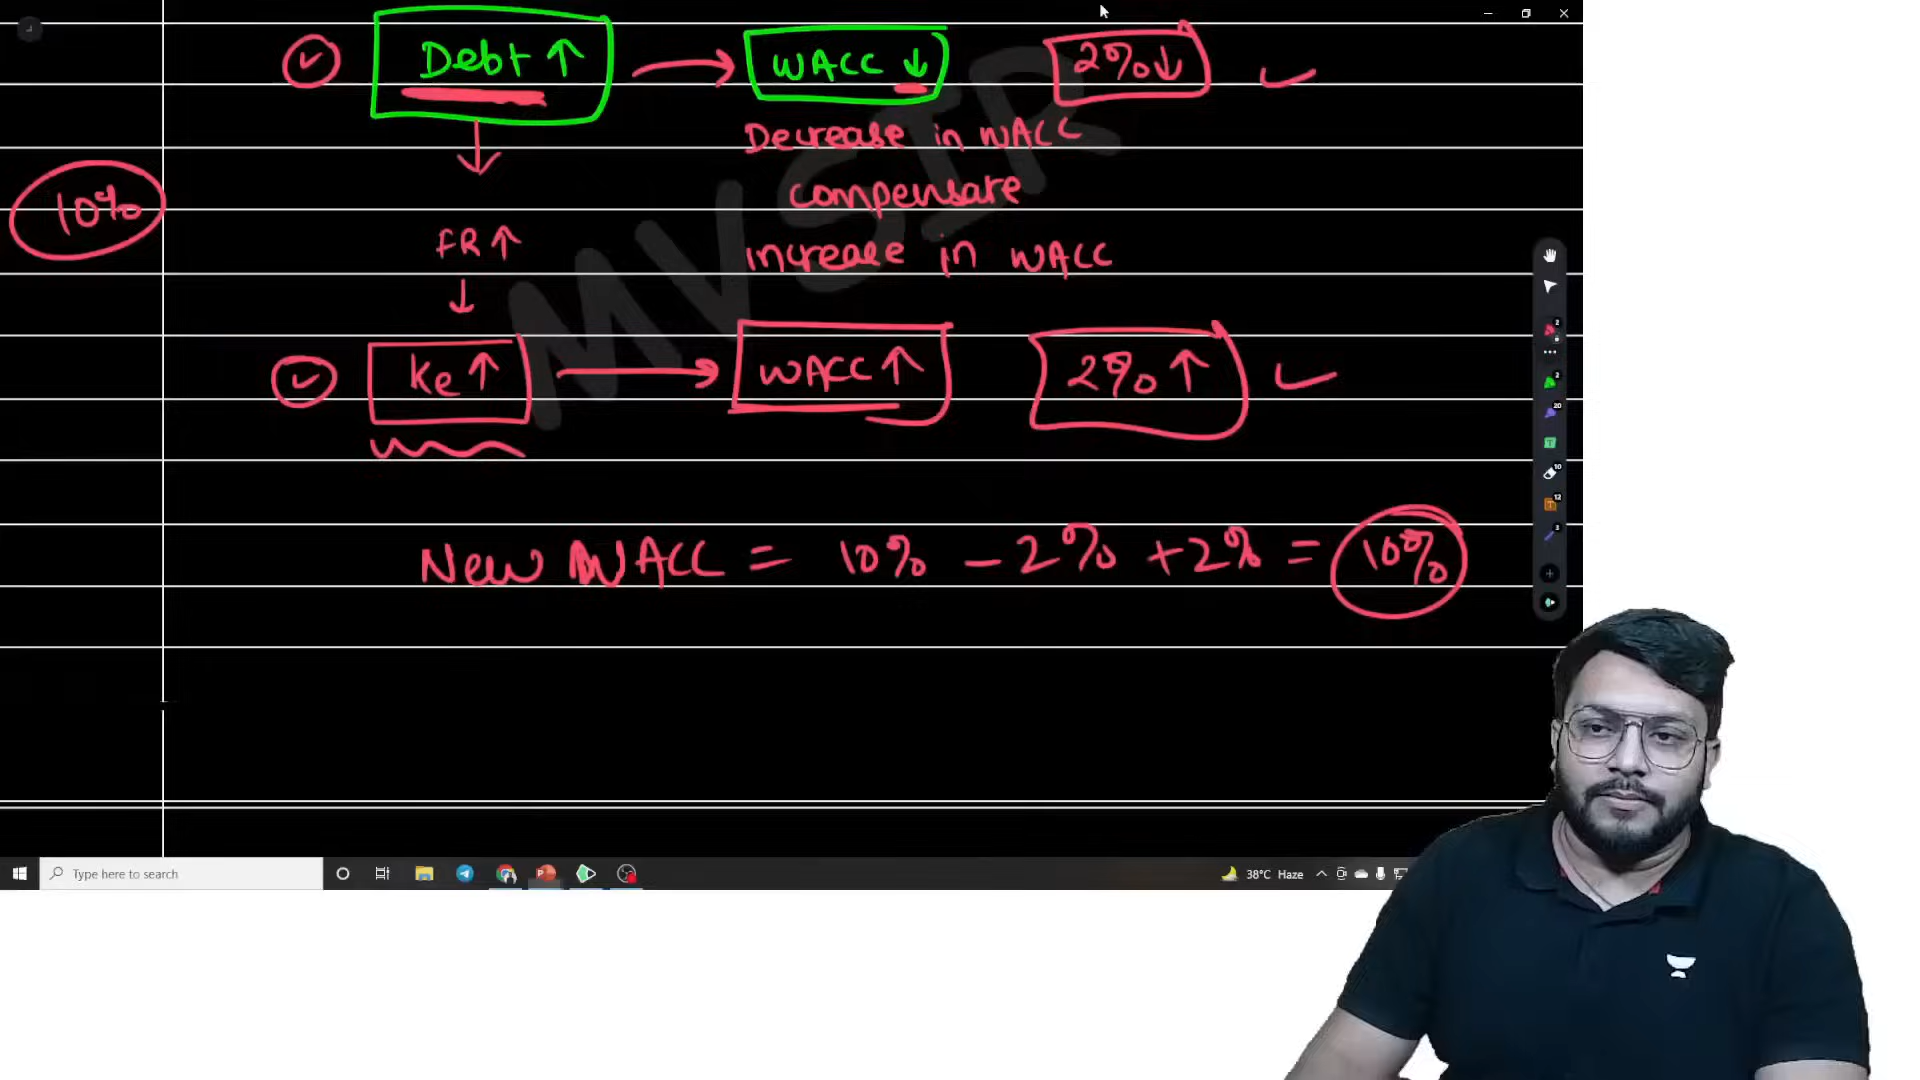 Debt ↑ → WACC ↓ 2%↓
Decrease in WACC
compensate
10%
FR ↑
increase in WACC
↓
Ke ↑ → WACC ↑ 2% ↑
New WACC = 10% - 2% + 2% = 10%
MVSIR
Type here to search
38°C Haze